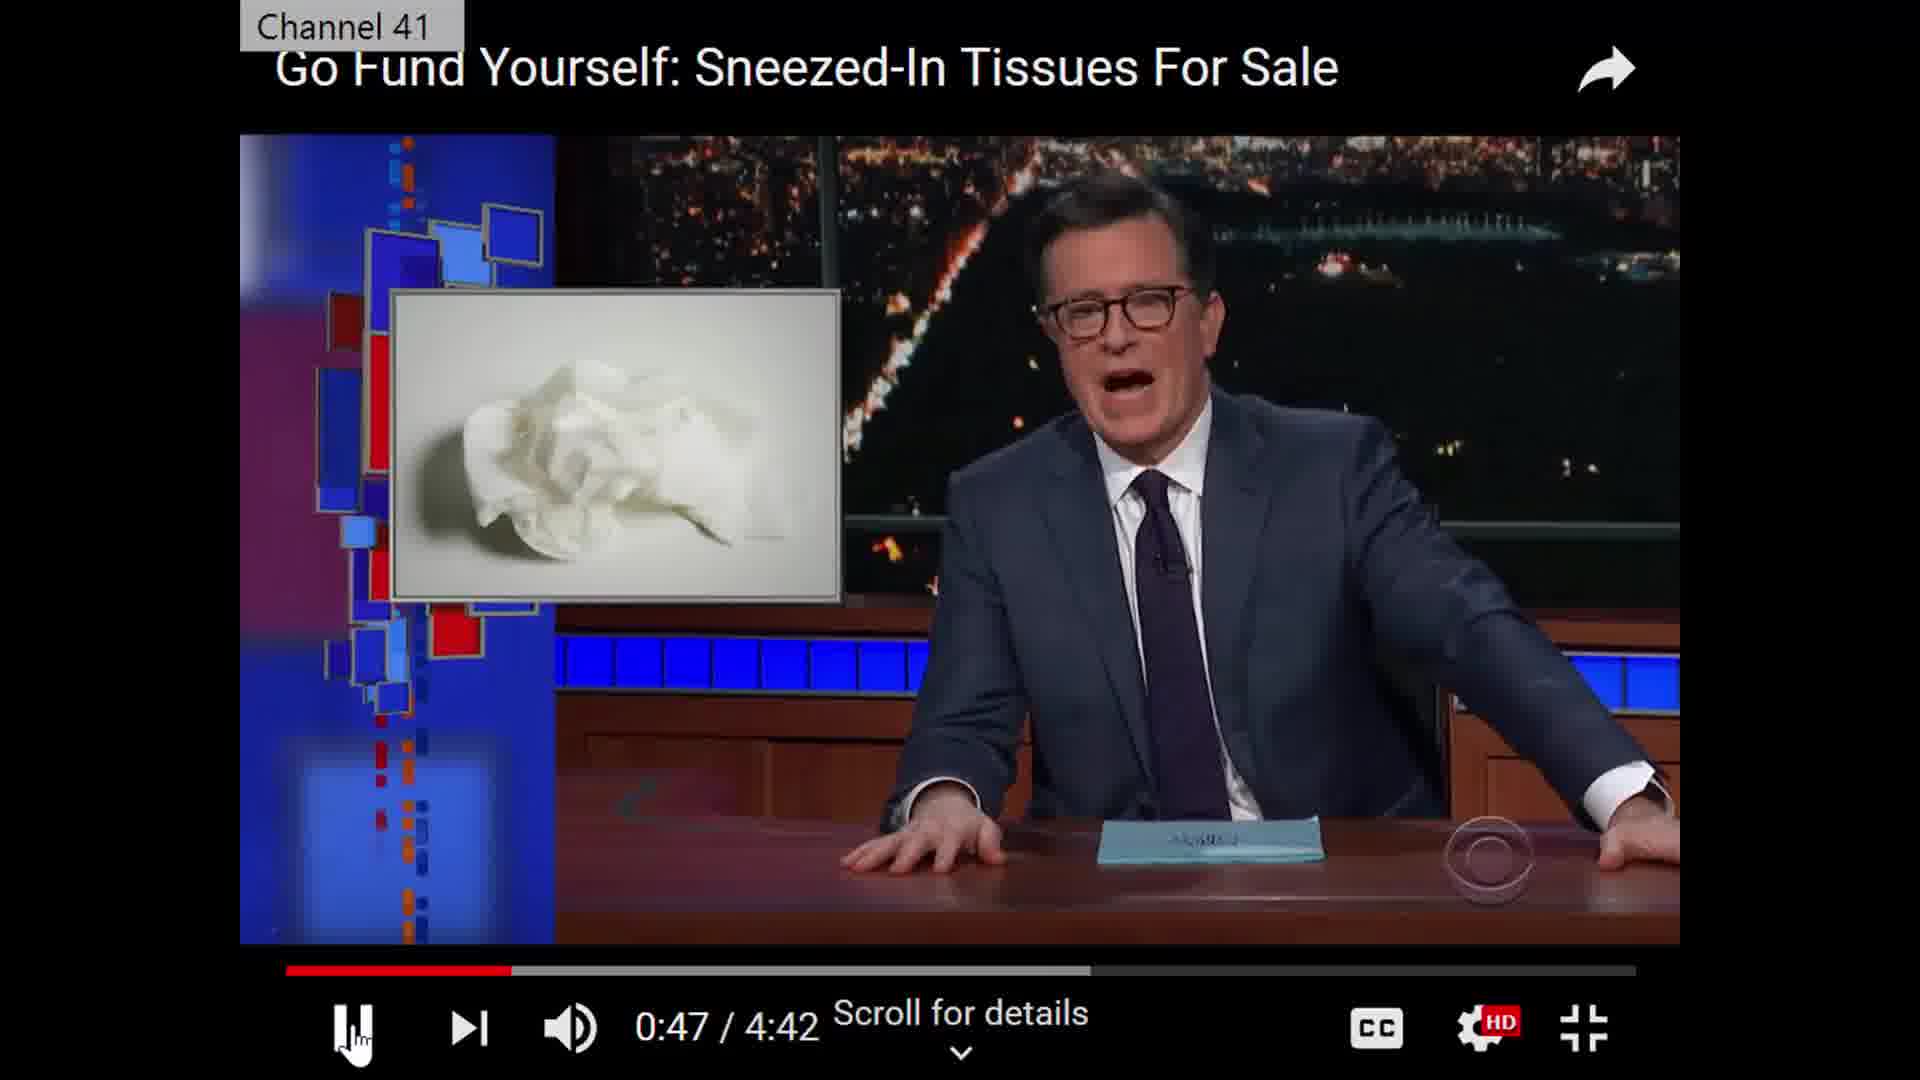 Channel 41
Go Fund Yourself: Sneezed-In Tissues For Sale
0:47 / 4:42
Scroll for details
CC
HD